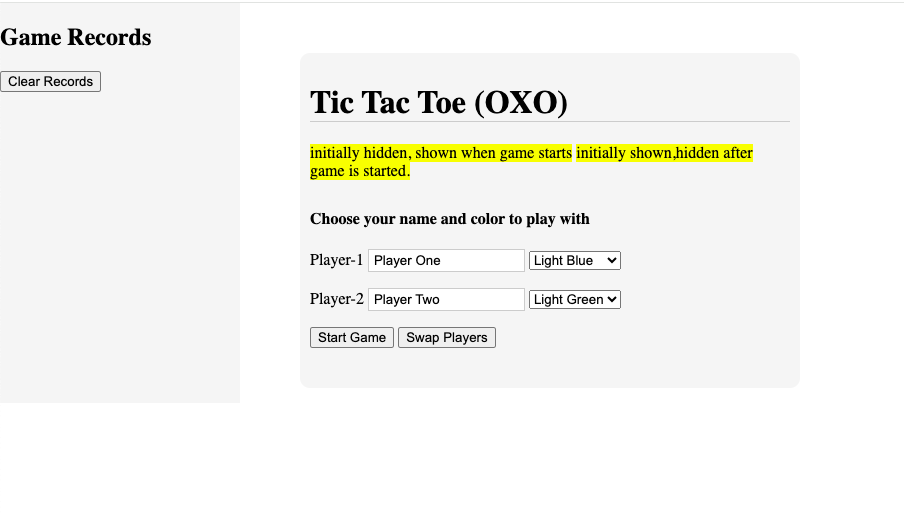 Game Records
Clear Records
Tic Tac Toe (OXO)
initially hidden, shown when game starts initially shown,hidden after
game is started.
Choose your name and color to play with
Player-1 Player One Light Blue
Player-2 Player Two Light Green
Start Game Swap Players